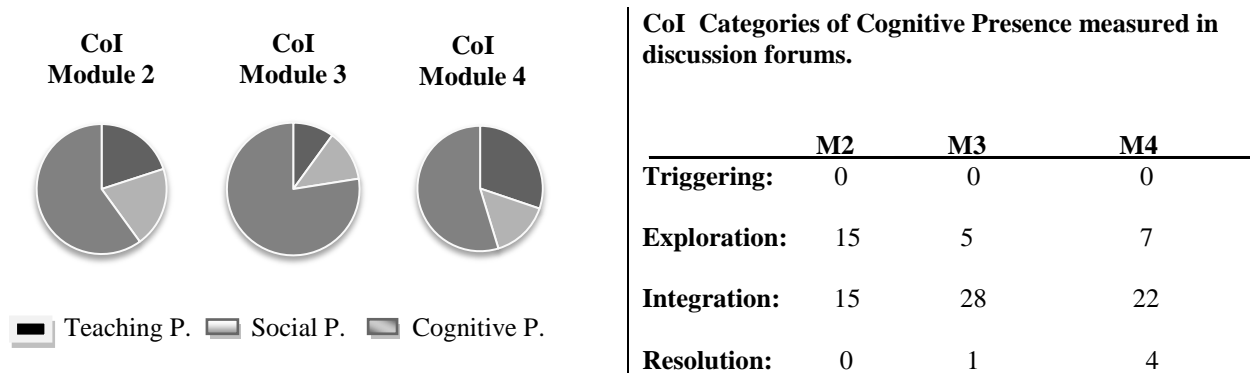 CoI
Module 2
CoI
Module 3
CoI
Module 4
Teaching P. Social P. Cognitive P.
CoI Categories of Cognitive Presence measured in
discussion forums.
M2 M3 M4
Triggering: 0 0 0
Exploration: 15 5 7
Integration: 15 28 22
Resolution: 0 1 4